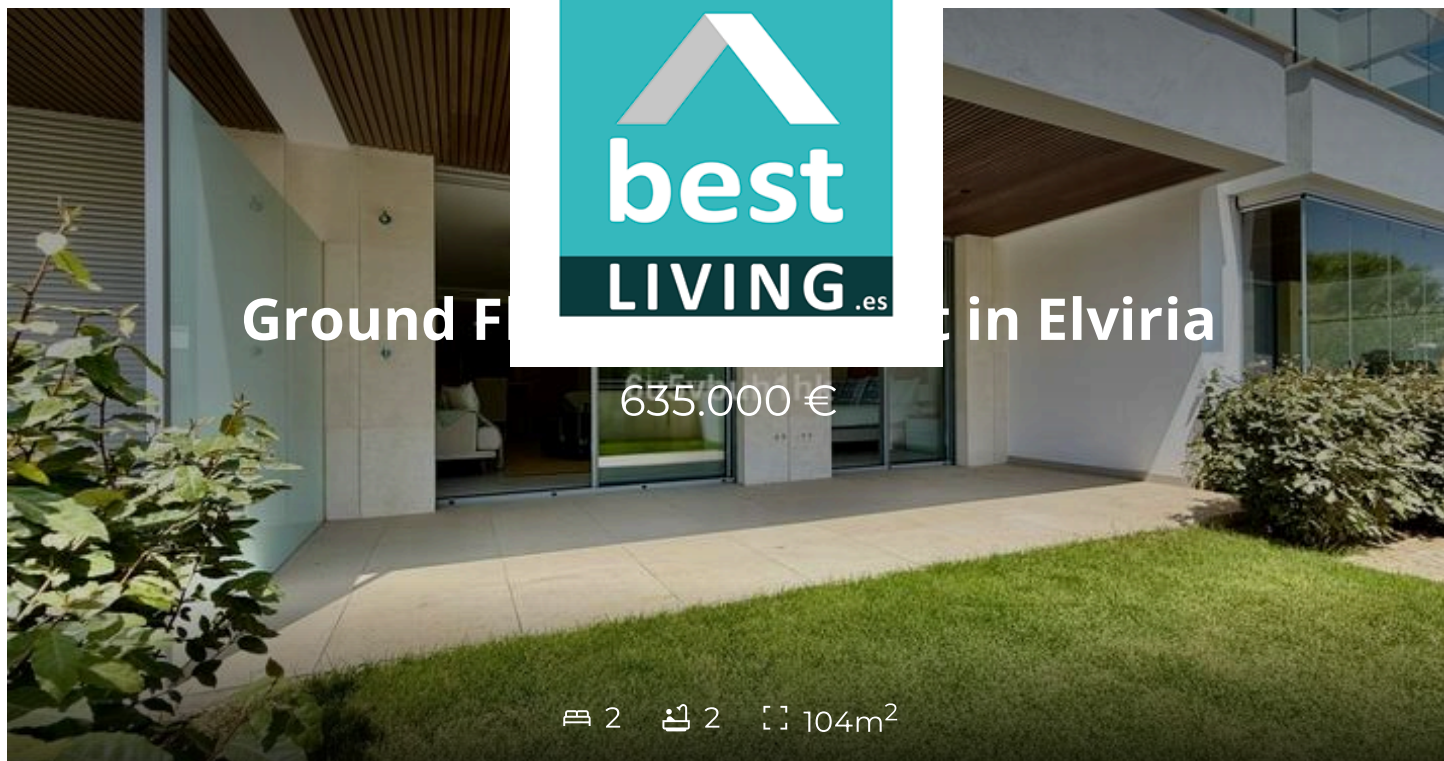 best
LIVING.es
Ground Fl t in Elviria
635.000 €
2 2 104m²